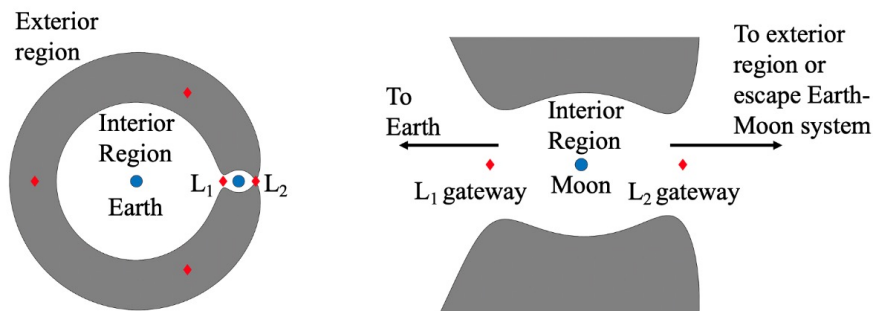 Exterior
region
Interior
Region
Earth
L1
L2
To
Earth
Interior
Region
Moon
L1 gateway
L2 gateway
To exterior
region or
escape Earth-
Moon system